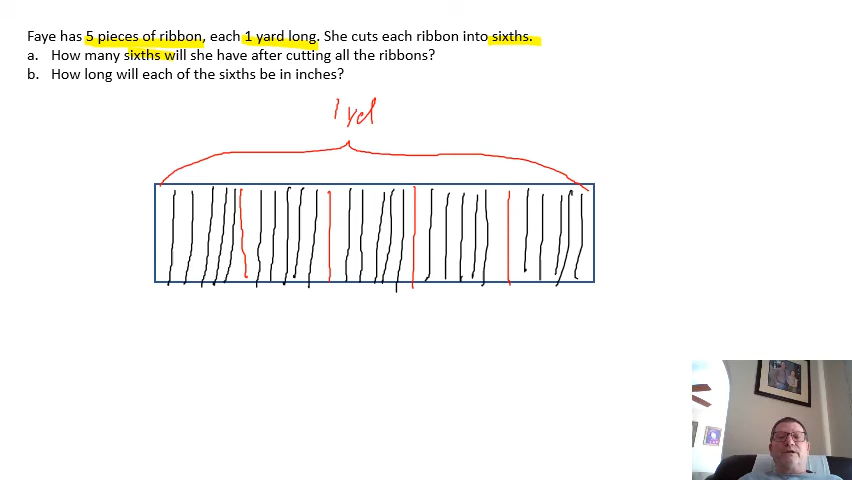 Faye has 5 pieces of ribbon, each 1 yard long. She cuts each ribbon into sixths.
a. How many sixths will she have after cutting all the ribbons?
b. How long will each of the sixths be in inches?
1 yd